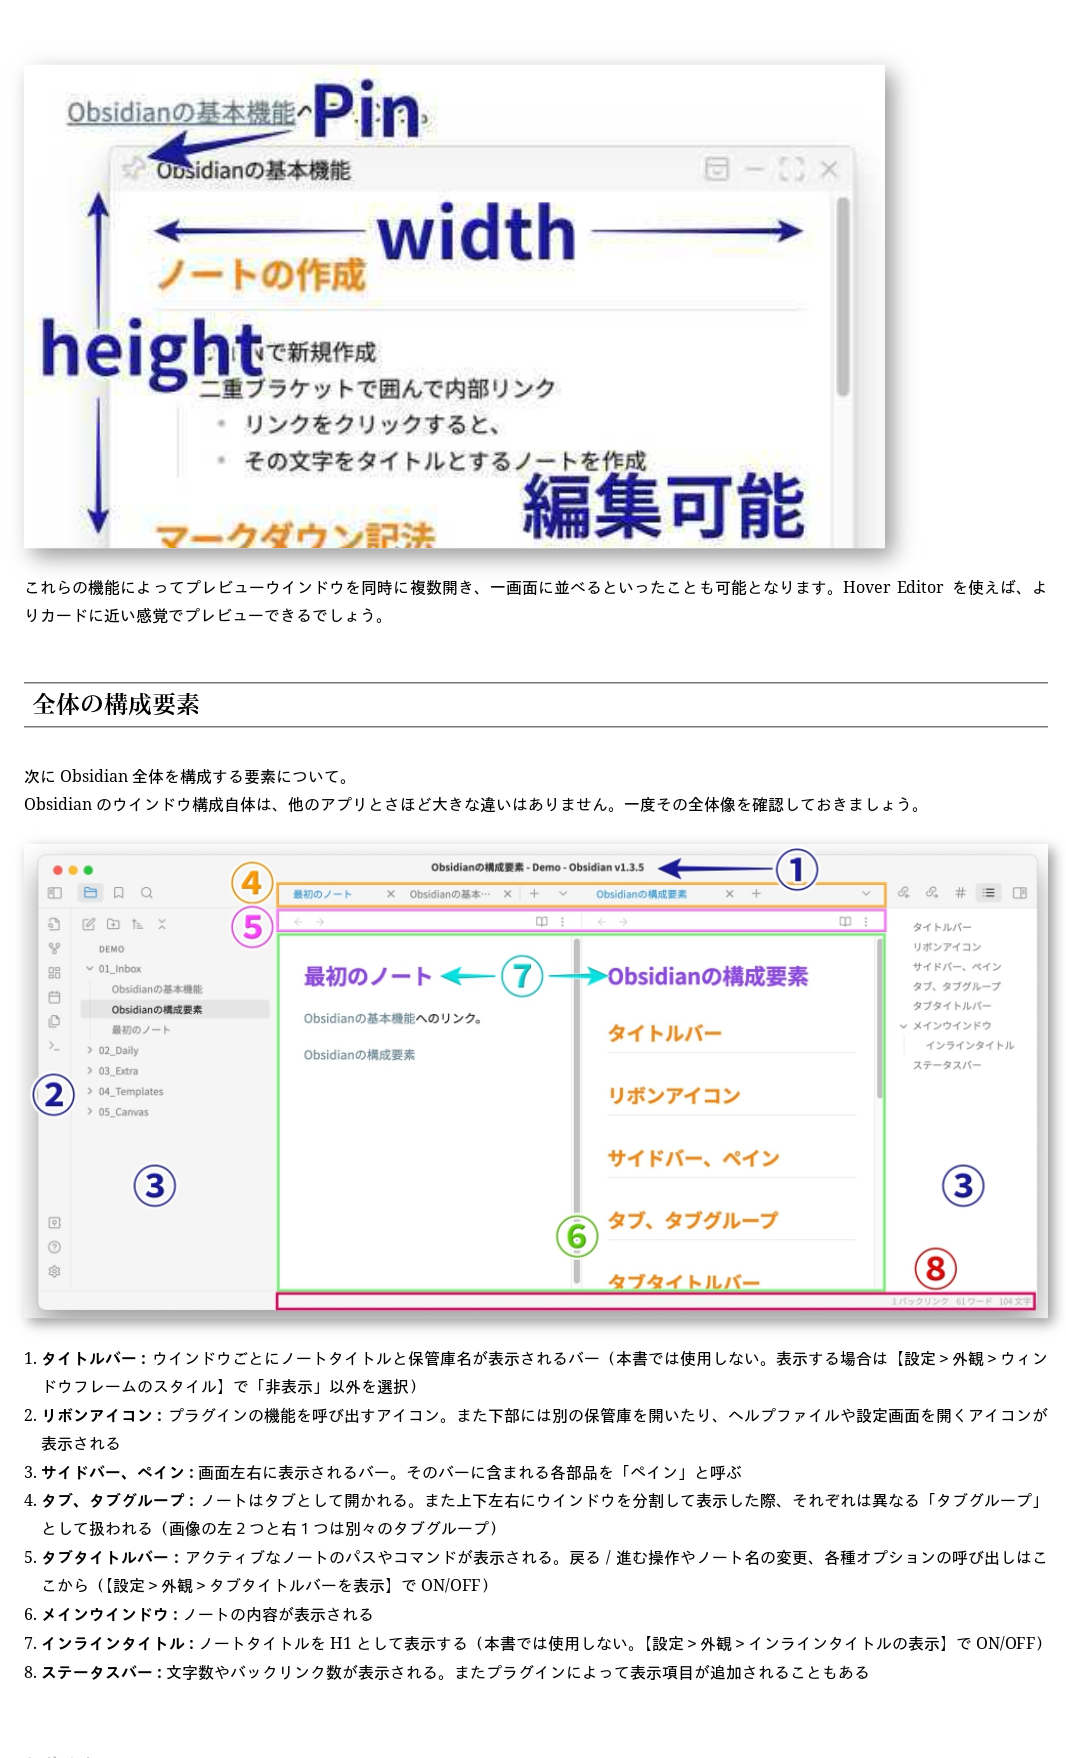 Obsidianの基本機能へ
Pin
Obsidianの基本機能
width
ノートの作成
height
Nで新規作成
二重ブラケットで囲んで内部リンク
リンクをクリックすると、
その文字をタイトルとするノートを作成
編集可能
マークダウン記法
これらの機能によってプレビューウインドウを同時に複数開き、一画面に並べるといったことも可能となります。Hover Editor を使えば、よ
りカードに近い感覚でプレビューできるでしょう。
全体の構成要素
次に Obsidian 全体を構成する要素について。
Obsidian のウインドウ構成自体は、他のアプリとさほど大きな違いはありません。一度その全体像を確認しておきましょう。
Obsidianの構成要素 - Demo - Obsidian v1.3.5
①
④
最初のノート
Obsidianの基本…
Obsidianの構成要素
⑤
DEMO
01_Inbox
Obsidianの基本機能
Obsidianの構成要素
最初のノート
02_Daily
03_Extra
04_Templates
05_Canvas
②
③
最初のノート
⑦
Obsidianの構成要素
Obsidianの基本機能へのリンク。
Obsidianの構成要素
タイトルバー
リボンアイコン
サイドバー、ペイン
タブ、タブグループ
タブタイトルバー
⑥
タイトルバー
リボンアイコン
サイドバー、ペイン
タブ、タブグループ
タブタイトルバー
メインウインドウ
インラインタイトル
ステータスバー
③
⑧
1 バックリンク 61 ワード 104 文字
1. タイトルバー : ウインドウごとにノートタイトルと保管庫名が表示されるバー（本書では使用しない。表示する場合は【設定 > 外観 > ウィン
ドウフレームのスタイル】で「非表示」以外を選択）
2. リボンアイコン : プラグインの機能を呼び出すアイコン。また下部には別の保管庫を開いたり、ヘルプファイルや設定画面を開くアイコンが
表示される
3. サイドバー、ペイン : 画面左右に表示されるバー。そのバーに含まれる各部品を「ペイン」と呼ぶ
4. タブ、タブグループ : ノートはタブとして開かれる。また上下左右にウインドウを分割して表示した際、それぞれは異なる「タブグループ」
として扱われる（画像の左２つと右１つは別々のタブグループ）
5. タブタイトルバー : アクティブなノートのパスやコマンドが表示される。戻る / 進む操作やノート名の変更、各種オプションの呼び出しはこ
こから（【設定 > 外観 > タブタイトルバーを表示】で ON/OFF）
6. メインウインドウ : ノートの内容が表示される
7. インラインタイトル : ノートタイトルを H1 として表示する（本書では使用しない。【設定 > 外観 > インラインタイトルの表示】で ON/OFF）
8. ステータスバー : 文字数やバックリンク数が表示される。またプラグインによって表示項目が追加されることもある